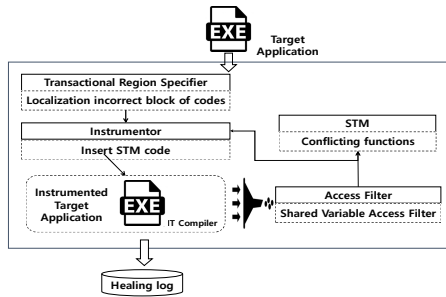 EXE
Target
Application
Transactional Region Specifier
Localization incorrect block of codes
Instrumentor
Insert STM code
STM
Conflicting functions
Instrumented
Target
Application
EXE
IT Compiler
Access Filter
Shared Variable Access Filter
Healing log